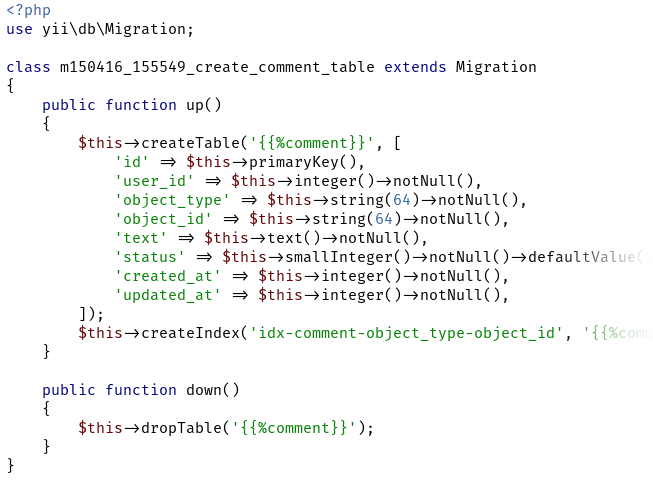 <?php
use yii\db\Migration;

class m150416_155549_create_comment_table extends Migration
{
    public function up()
    {
        $this->createTable('{{%comment}}', [
            'id' => $this->primaryKey(),
            'user_id' => $this->integer()->notNull(),
            'object_type' => $this->string(64)->notNull(),
            'object_id' => $this->string(64)->notNull(),
            'text' => $this->text()->notNull(),
            'status' => $this->smallInteger()->notNull()->defaultValue(
            'created_at' => $this->integer()->notNull(),
            'updated_at' => $this->integer()->notNull(),
        ]);
        $this->createIndex('idx-comment-object_type-object_id', '{{%com
    }

    public function down()
    {
        $this->dropTable('{{%comment}}');
    }
}